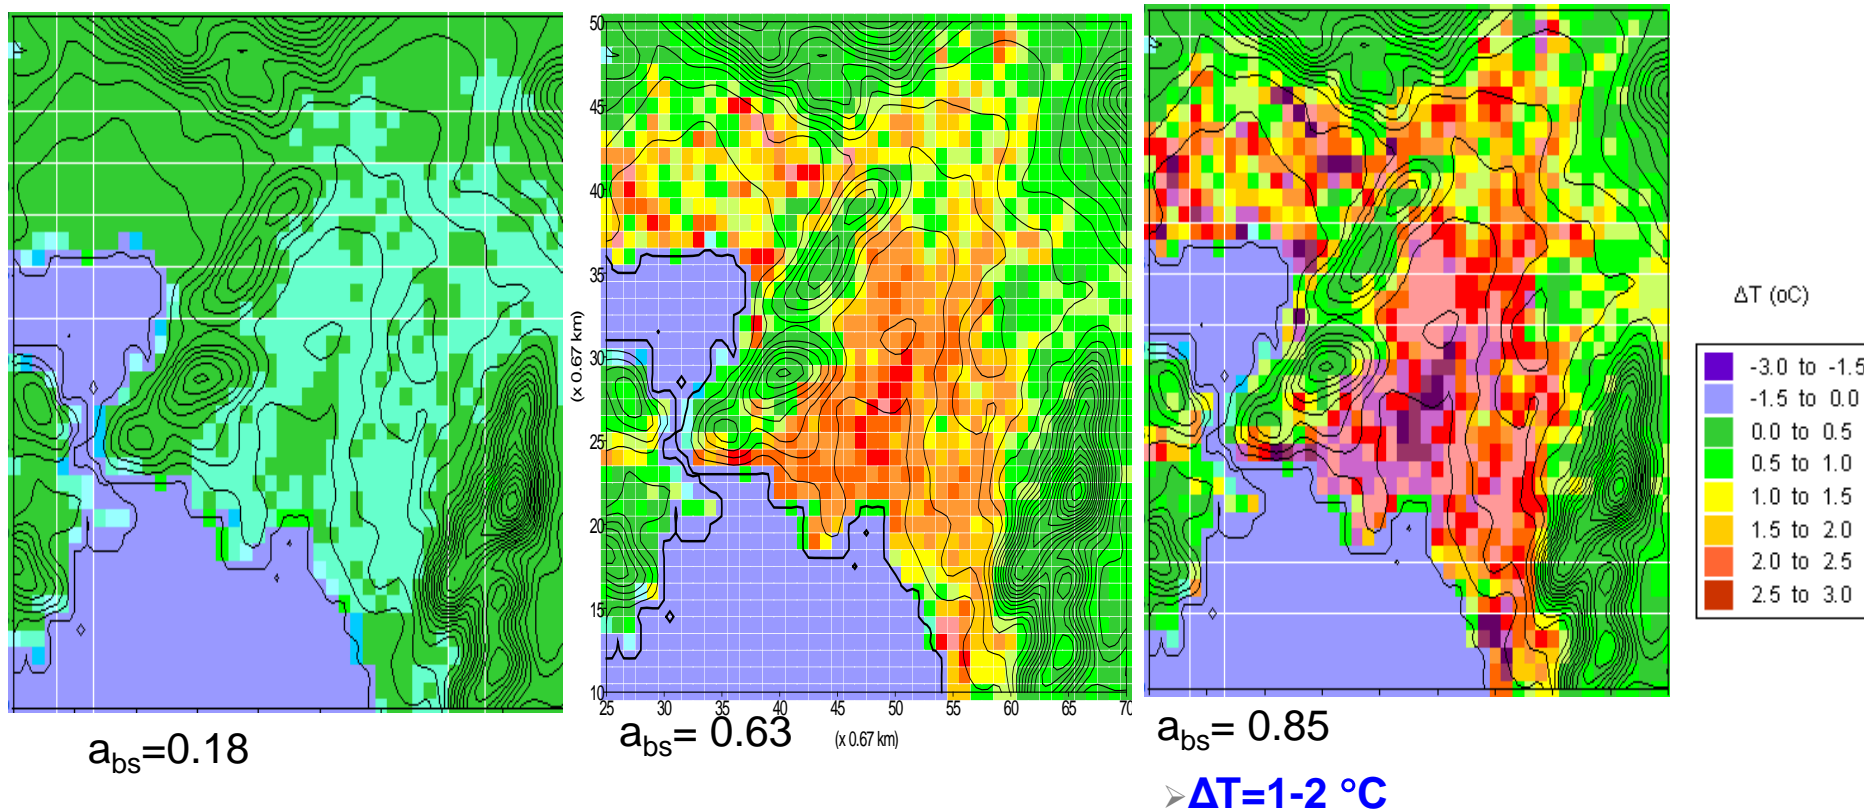 50
45
40
35
30
25
20
15
10
(x 0.67 km)
25 30 35 40 45 50 55 60 65 70
(x 0.67 km)
a_bs=0.18
a_bs= 0.63
a_bs= 0.85
➢ΔT=1-2 °C
ΔT (oC)
-3.0 to -1.5
-1.5 to 0.0
0.0 to 0.5
0.5 to 1.0
1.0 to 1.5
1.5 to 2.0
2.0 to 2.5
2.5 to 3.0